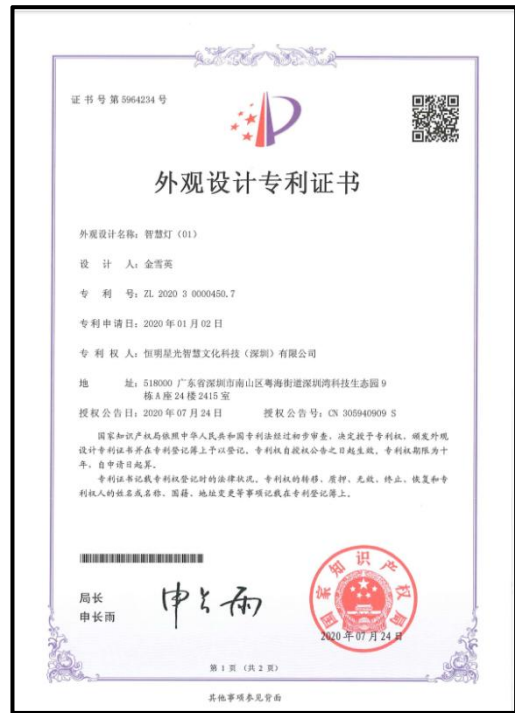 证书号第5964234号
外观设计专利证书
外观设计名称：智慧灯（01）
设计人：金雪英
专利号：ZL 2020 3 0000450.7
专利申请日：2020年01月02日
专利权人：恒明星光智慧文化科技（深圳）有限公司
地址：518000 广东省深圳市南山区粤海街道深圳湾科技生态园9
栋A座24楼2415室
授权公告日：2020年07月24日 授权公告号：CN 305940909 S
国家知识产权局依照中华人民共和国专利法经过初步审查，决定授予专利权，颁发外观
设计专利证书并在专利登记簿上予以登记。专利权自授权公告之日起生效。专利权期限为十
年，自申请日起算。
专利证书记载专利权登记时的法律状况。专利权的转移、质押、无效、终止、恢复和专
利权人的姓名或名称、国籍、地址变更等事项记载在专利登记簿上。
局长
申长雨
申长雨
国家知识产权局
2020年07月24日
第1页（共2页）
其他事项参见背面